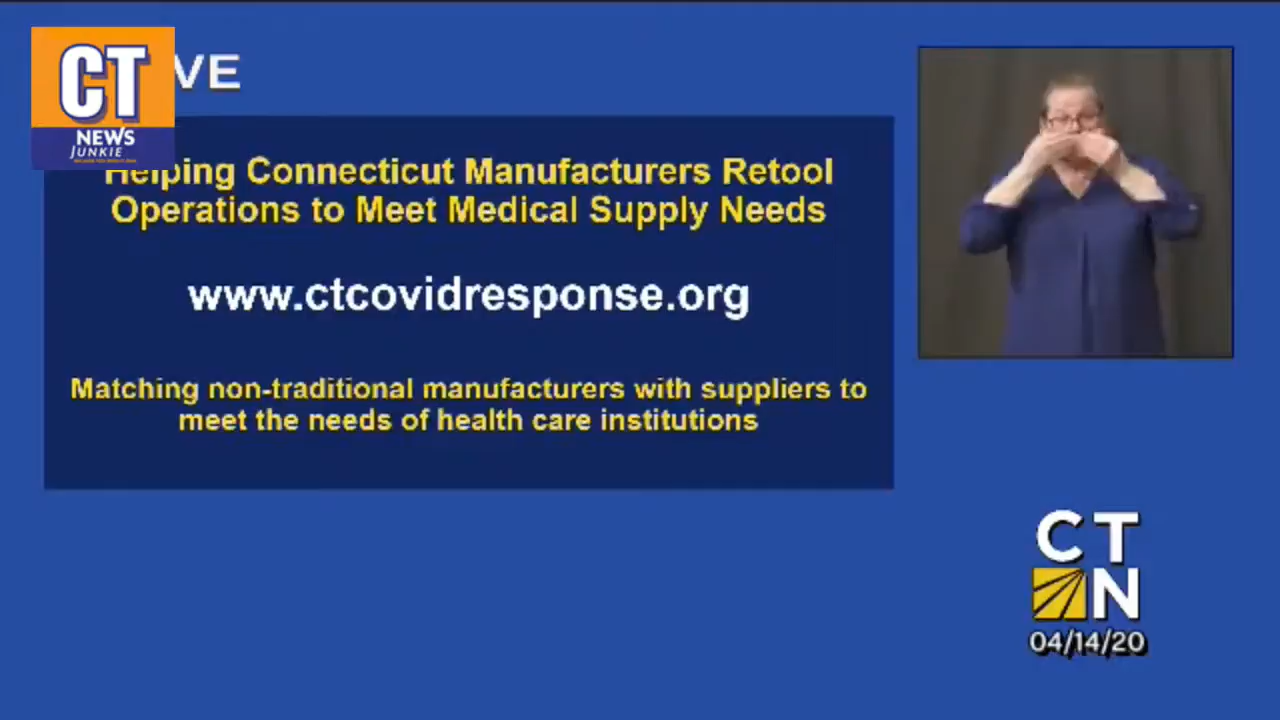 CT
NEWS
JUNKIE
VE
Helping Connecticut Manufacturers Retool
Operations to Meet Medical Supply Needs
www.ctcovidresponse.org
Matching non-traditional manufacturers with suppliers to
meet the needs of health care institutions
CT
N
04/14/20